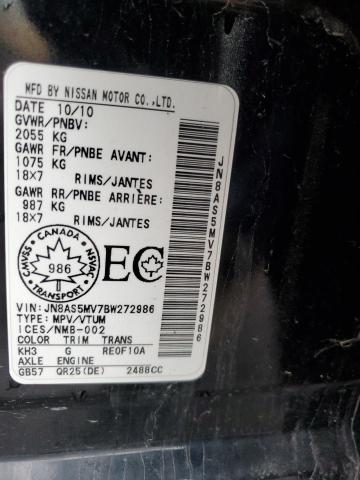 MFD BY NISSAN MOTOR CO.,LTD.
DATE 10/10
GVWR/PNBV:
2055 KG
GAWR FR/PNBE AVANT:
1075 KG
18X7 RIMS/JANTES
GAWR RR/PNBE ARRIÈRE:
987 KG
18X7 RIMS/JANTES
CANADA
CMVSS
986
NSVAC
TRANSPORT
EC
VIN: JN8AS5MV7BW272986
TYPE: MPV/VTUM
ICES/NMB-002
COLOR TRIM TRANS
KH3 G RE0F10A
AXLE ENGINE
GB57 QR25(DE) 2488CC
JN8AS5MV7BW272986